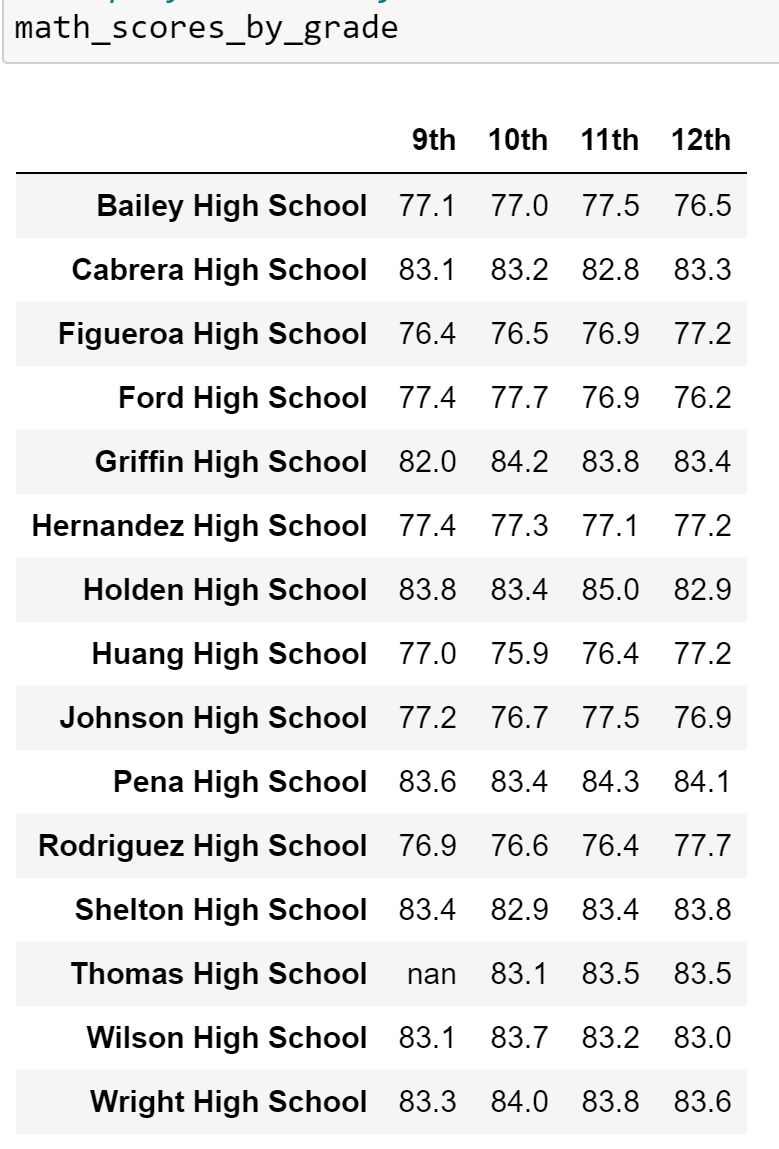 math_scores_by_grade
9th 10th 11th 12th
Bailey High School 77.1 77.0 77.5 76.5
Cabrera High School 83.1 83.2 82.8 83.3
Figueroa High School 76.4 76.5 76.9 77.2
Ford High School 77.4 77.7 76.9 76.2
Griffin High School 82.0 84.2 83.8 83.4
Hernandez High School 77.4 77.3 77.1 77.2
Holden High School 83.8 83.4 85.0 82.9
Huang High School 77.0 75.9 76.4 77.2
Johnson High School 77.2 76.7 77.5 76.9
Pena High School 83.6 83.4 84.3 84.1
Rodriguez High School 76.9 76.6 76.4 77.7
Shelton High School 83.4 82.9 83.4 83.8
Thomas High School nan 83.1 83.5 83.5
Wilson High School 83.1 83.7 83.2 83.0
Wright High School 83.3 84.0 83.8 83.6